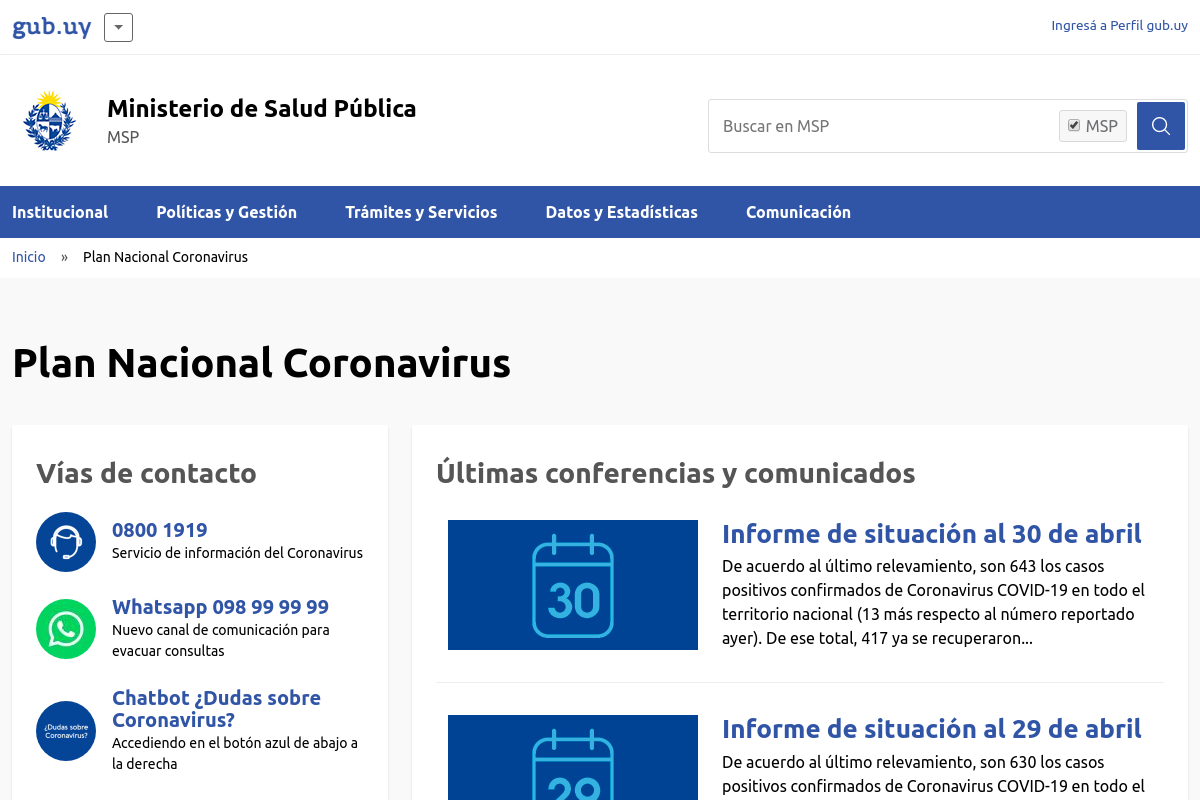 gub.uy
Ingresá a Perfil gub.uy
Ministerio de Salud Pública
MSP
Buscar en MSP
MSP
Institucional
Políticas y Gestión
Trámites y Servicios
Datos y Estadísticas
Comunicación
Inicio » Plan Nacional Coronavirus
Plan Nacional Coronavirus
Vías de contacto
0800 1919
Servicio de información del Coronavirus
Whatsapp 098 99 99 99
Nuevo canal de comunicación para
evacuar consultas
¿Dudas sobre
Coronavirus?
Chatbot ¿Dudas sobre
Coronavirus?
Accediendo en el botón azul de abajo a
la derecha
Últimas conferencias y comunicados
30
Informe de situación al 30 de abril
De acuerdo al último relevamiento, son 643 los casos
positivos confirmados de Coronavirus COVID-19 en todo el
territorio nacional (13 más respecto al número reportado
ayer). De ese total, 417 ya se recuperaron...
29
Informe de situación al 29 de abril
De acuerdo al último relevamiento, son 630 los casos
positivos confirmados de Coronavirus COVID-19 en todo el